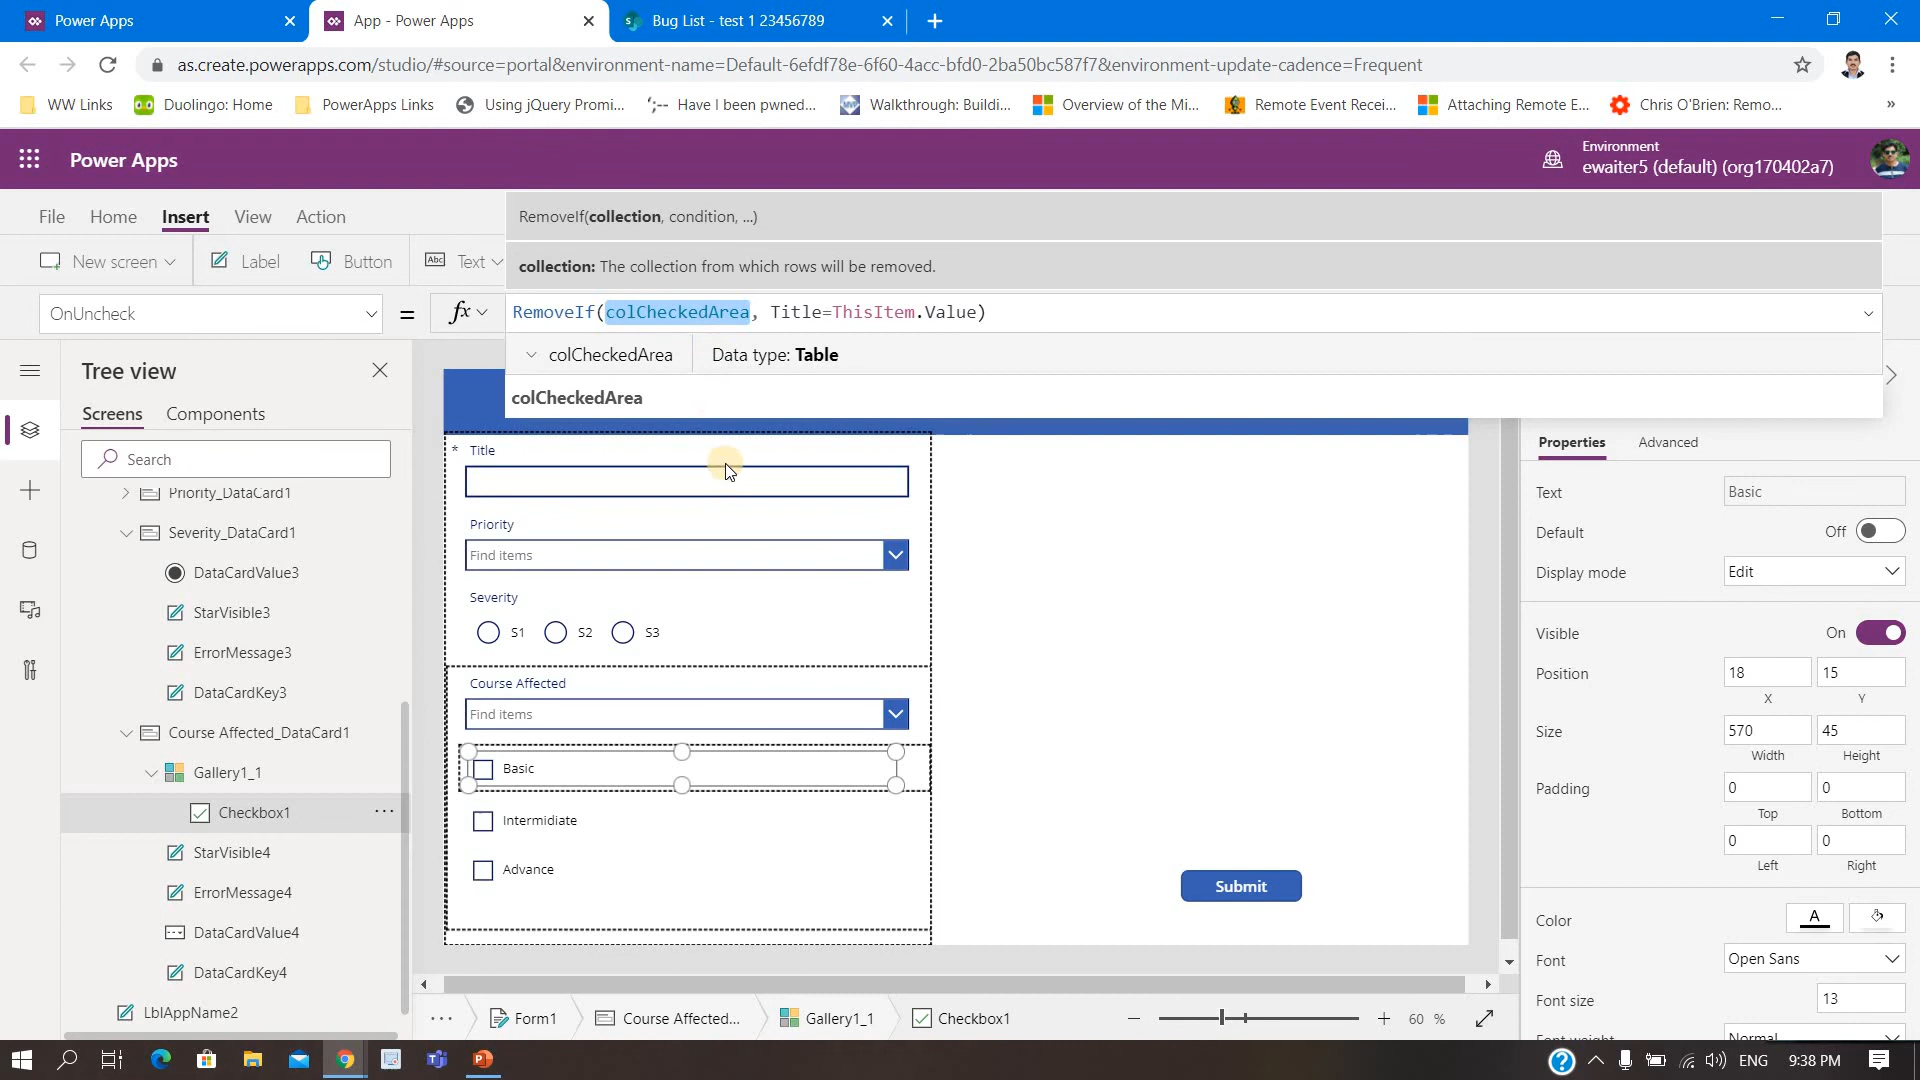 Power Apps
App - Power Apps
Bug List - test 1 23456789
as.create.powerapps.com/studio/#source=portal&environment-name=Default-6efdf78e-6f60-4acc-bfd0-2ba50bc587f7&environment-update-cadence=Frequent
WW Links
Duolingo: Home
PowerApps Links
Using jQuery Promi...
Have I been pwned...
Walkthrough: Buildi...
Overview of the Mi...
Remote Event Recei...
Attaching Remote E...
Chris O'Brien: Remo...
»
Power Apps
Environment
ewaiter5 (default) (org170402a7)
File
Home
Insert
View
Action
RemoveIf(collection, condition, ...)
New screen
Label
Button
Abc
Text
collection: The collection from which rows will be removed.
OnUncheck
=
fx
RemoveIf(colCheckedArea, Title=ThisItem.Value)
colCheckedArea
Data type: Table
colCheckedArea
Tree view
Screens
Components
Search
Priority_DataCard1
Severity_DataCard1
DataCardValue3
StarVisible3
ErrorMessage3
DataCardKey3
Course Affected_DataCard1
Gallery1_1
Checkbox1
...
StarVisible4
ErrorMessage4
DataCardValue4
DataCardKey4
LblAppName2
* Title
Priority
Find items
Severity
S1
S2
S3
Course Affected
Find items
Basic
Intermidiate
Advance
Submit
Properties
Advanced
Text
Basic
Default
Off
Display mode
Edit
Visible
On
Position
18
15
X
Y
Size
570
45
Width
Height
Padding
0
0
Top
Bottom
0
0
Left
Right
Color
A
Font
Open Sans
Font size
13
Font weight
Normal
...
Form1
Course Affected...
Gallery1_1
Checkbox1
60 %
ENG
9:38 PM